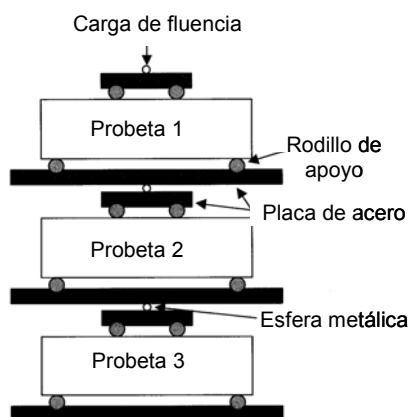 Carga de fluencia
Probeta 1
Rodillo de
apoyo
Placa de acero
Probeta 2
Esfera metálica
Probeta 3